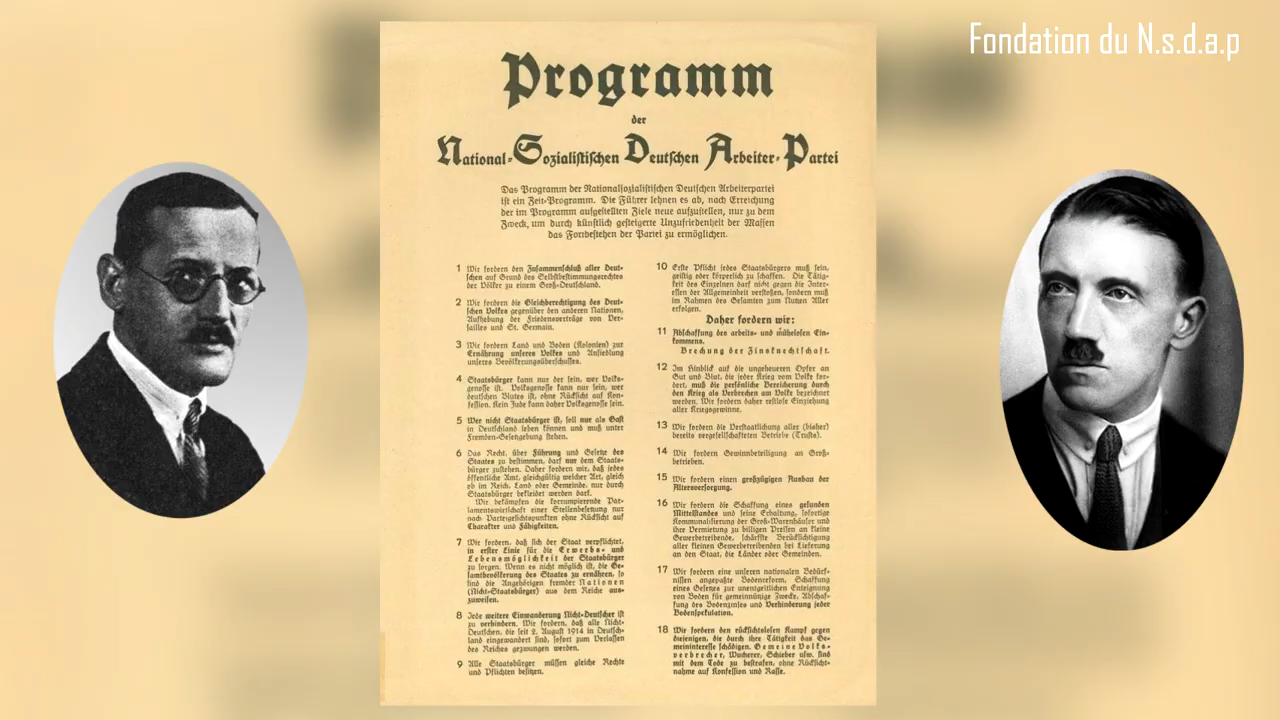 Fondation du N.s.d.a.p
Programm
der
National-Sozialistischen Deutschen Arbeiter-Partei
Das Programm der Nationalsozialistischen Deutschen Arbeiterpartei
ist ein Zeit-Programm. Die Führer lehnen es ab, nach Erreichung
der im Programm aufgestellten Ziele neue aufzustellen, nur zu dem
Zweck, um durch künstlich gesteigerte Unzufriedenheit der Massen
das Fortbestehen der Partei zu ermöglichen.
1 Wir fordern den Zusammenschluß aller Deut-
schen auf Grund des Selbstbestimmungsrechtes
der Völker zu einem Groß-Deutschland.
2 Wir fordern die Gleichberechtigung des Deut-
schen Volkes gegenüber den anderen Nationen,
Aufhebung der Friedensverträge von Ver-
sailles und St. Germain.
3 Wir fordern Land und Boden (Kolonien) zur
Ernährung unseres Volkes und Ansiedlung
unseres Bevölkerungsüberschusses.
4 Staatsbürger kann nur der sein, wer Volks-
genosse ist. Volksgenosse kann nur sein, wer
deutschen Blutes ist, ohne Rücksicht auf Kon-
fession. Kein Jude kann daher Volksgenosse sein.
5 Wer nicht Staatsbürger ist, soll nur als Gast
in Deutschland leben können und muß unter
Fremden-Gesetzgebung stehen.
6 Das Recht, über Führung und Gesetze des
Staates zu bestimmen, darf nur dem Staats-
bürger zustehen. Daher fordern wir, daß jedes
öffentliche Amt, gleichgültig welcher Art, gleich
ob im Reich, Land oder Gemeinde, nur durch
Staatsbürger bekleidet werden darf.
Wir bekämpfen die korrumpierende Par-
lamentswirtschaft einer Stellenbesetzung nur
nach Parteigesichtspunkten ohne Rücksicht auf
Charakter und Fähigkeiten.
7 Wir fordern, daß sich der Staat verpflichtet,
in erster Linie für die Erwerbs- und
Lebensmöglichkeit der Staatsbürger
zu sorgen. Wenn es nicht möglich ist, die Ge-
samtbevölkerung des Staates zu ernähren, so
sind die Angehörigen fremder Nationen
(Nicht-Staatsbürger) aus dem Reiche aus-
zuweisen.
8 Jede weitere Einwanderung Nicht-Deutscher ist
zu verhindern. Wir fordern, daß alle Nicht-
Deutschen, die seit 2. August 1914 in Deutsch-
land eingewandert sind, sofort zum Verlassen
des Reiches gezwungen werden.
9 Alle Staatsbürger müssen gleiche Rechte
und Pflichten besitzen.
10 Erste Pflicht jedes Staatsbürgers muß sein,
geistig oder körperlich zu schaffen. Die Tätig-
keit des Einzelnen darf nicht gegen die Inter-
essen der Allgemeinheit verstoßen, sondern muß
im Rahmen des Gesamten zum Nutzen Aller
erfolgen.
Daher fordern wir:
11 Abschaffung des arbeits- und mühelosen Ein-
kommens.
Brechung der Zinsknechtschaft.
12 Im Hinblick auf die ungeheueren Opfer an
Gut und Blut, die jeder Krieg vom Volke for-
dert, muß die persönliche Bereicherung durch
den Krieg als Verbrechen am Volke bezeichnet
werden. Wir fordern daher restlose Einziehung
aller Kriegsgewinne.
13 Wir fordern die Verstaatlichung aller (bisher)
bereits vergesellschafteten Betriebe (Trusts).
14 Wir fordern Gewinnbeteiligung an Groß-
betrieben.
15 Wir fordern einen großzügigen Ausbau der
Altersversorgung.
16 Wir fordern die Schaffung eines gesunden
Mittelstandes und seine Erhaltung, sofortige
Kommunalisierung der Groß-Warenhäuser und
ihre Vermietung zu billigen Preisen an kleine
Gewerbetreibende, schärfste Berücksichtigung
aller kleinen Gewerbetreibenden bei Lieferung
an den Staat, die Länder oder Gemeinden.
17 Wir fordern eine unseren nationalen Bedürf-
nissen angepaßte Bodenreform, Schaffung
eines Gesetzes zur unentgeltlichen Enteignung
von Boden für gemeinnützige Zwecke, Abschaf-
fung des Bodenzinses und Verhinderung jeder
Bodenspekulation.
18 Wir fordern den rücksichtslosen Kampf gegen
diejenigen, die durch ihre Tätigkeit das Ge-
meininteresse schädigen. Gemeine Volks-
verbrecher, Wucherer, Schieber usw. sind
mit dem Tode zu bestrafen, ohne Rücksicht-
nahme auf Konfession und Rasse.